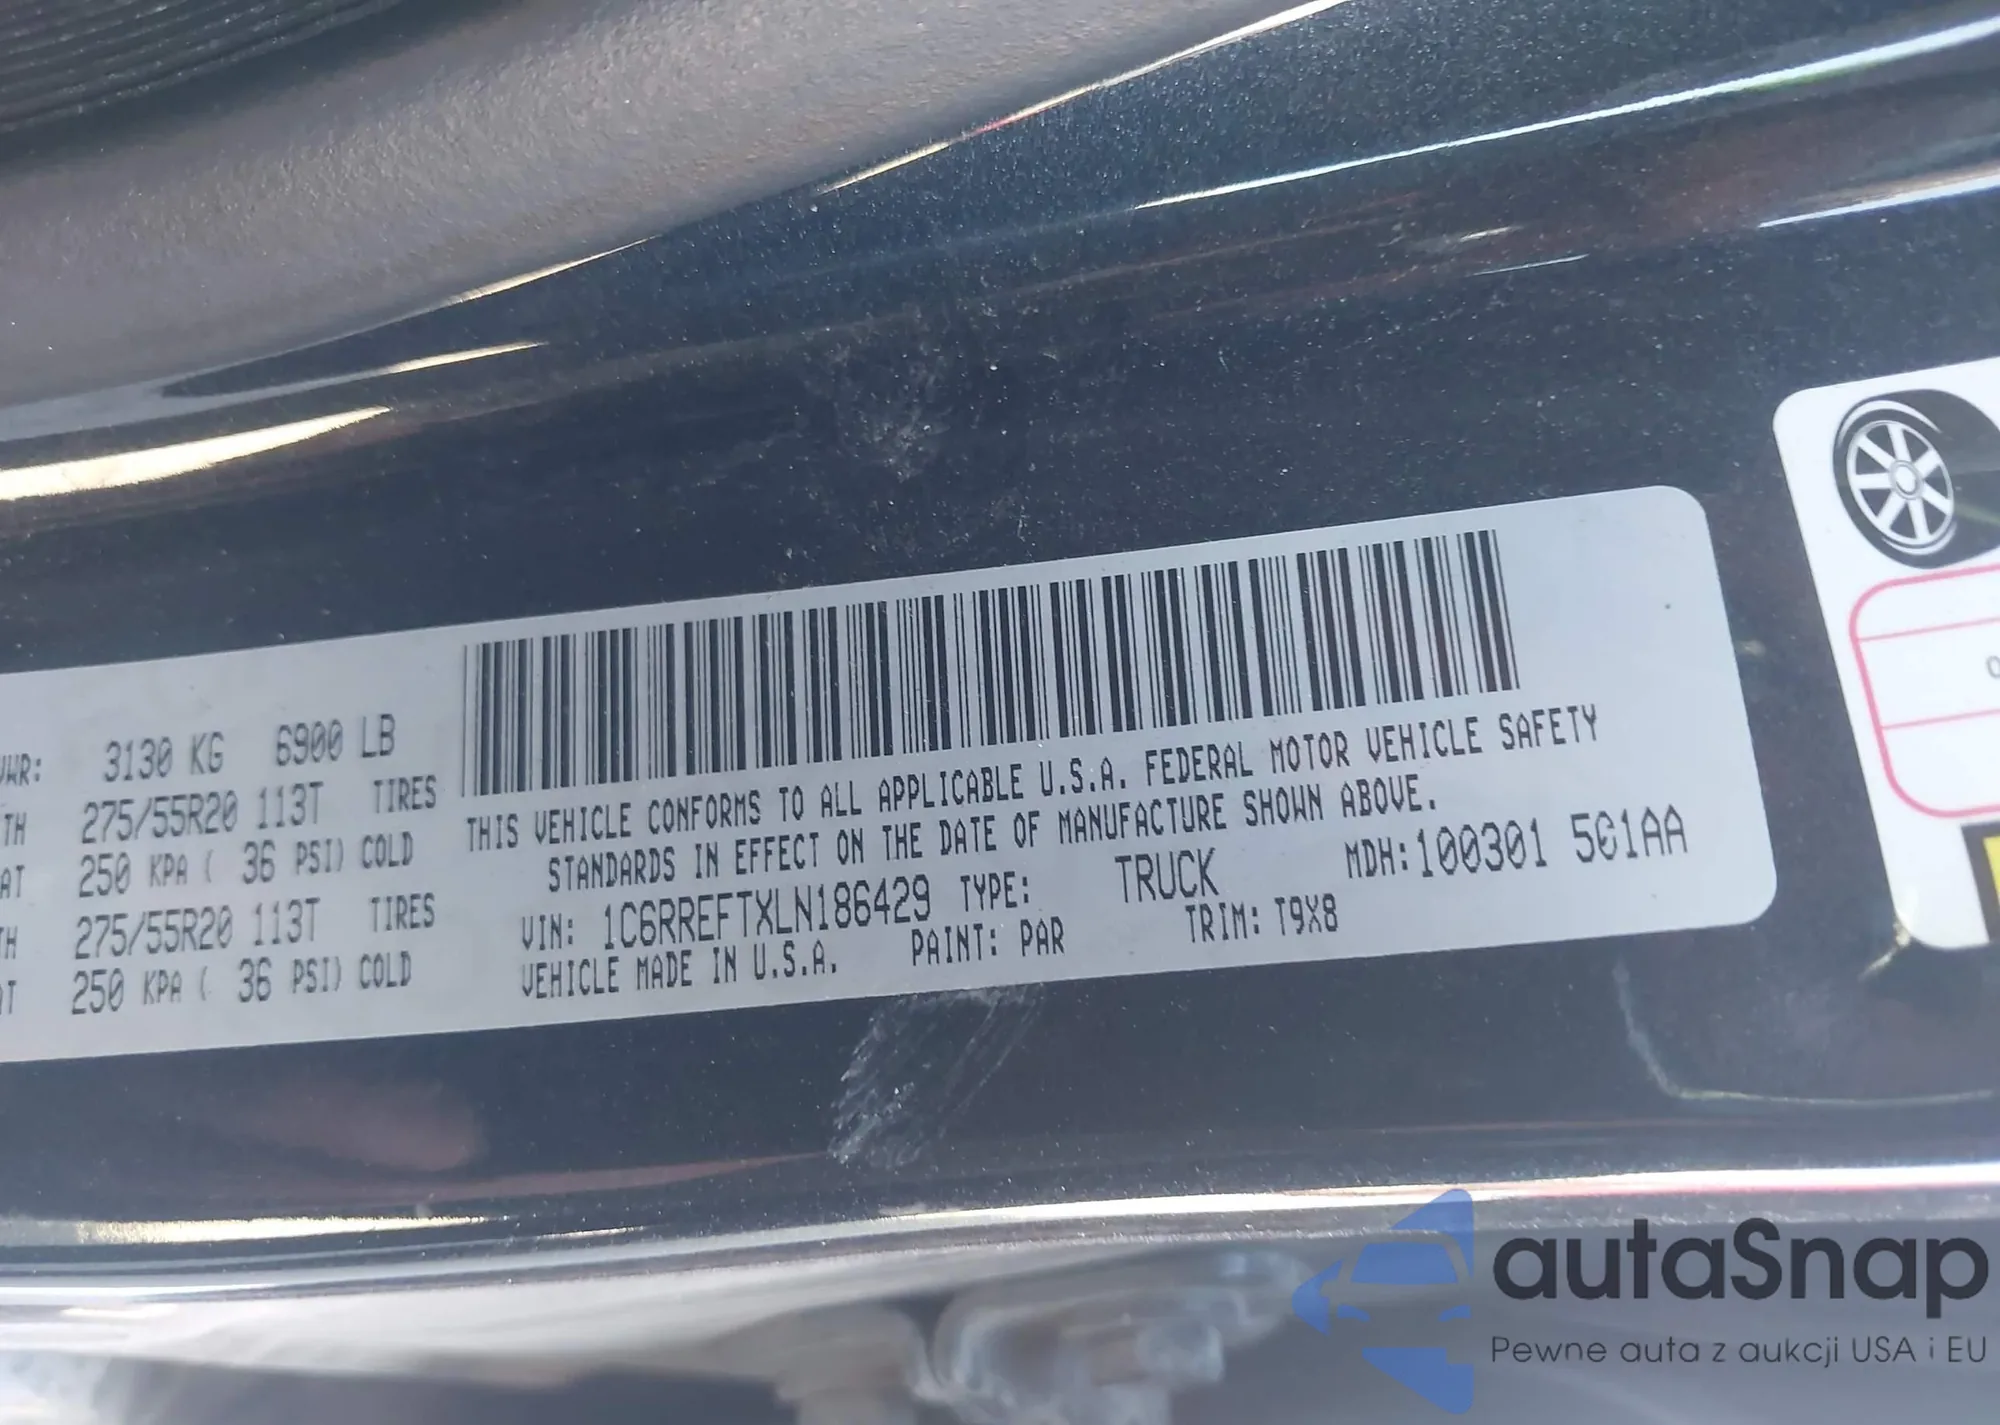 VWR: 3130 KG 6900 LB
TH 275/55R20 113T TIRES
AT 250 KPA ( 36 PSI) COLD
TH 275/55R20 113T TIRES
AT 250 KPA ( 36 PSI) COLD
THIS VEHICLE CONFORMS TO ALL APPLICABLE U.S.A. FEDERAL MOTOR VEHICLE SAFETY
STANDARDS IN EFFECT ON THE DATE OF MANUFACTURE SHOWN ABOVE.
VIN: 1C6RREFTXLN186429 TYPE: TRUCK MDH:100301 501AA
VEHICLE MADE IN U.S.A. PAINT: PAR TRIM: T9X8
autaSnap
Pewne auta z aukcji USA i EU